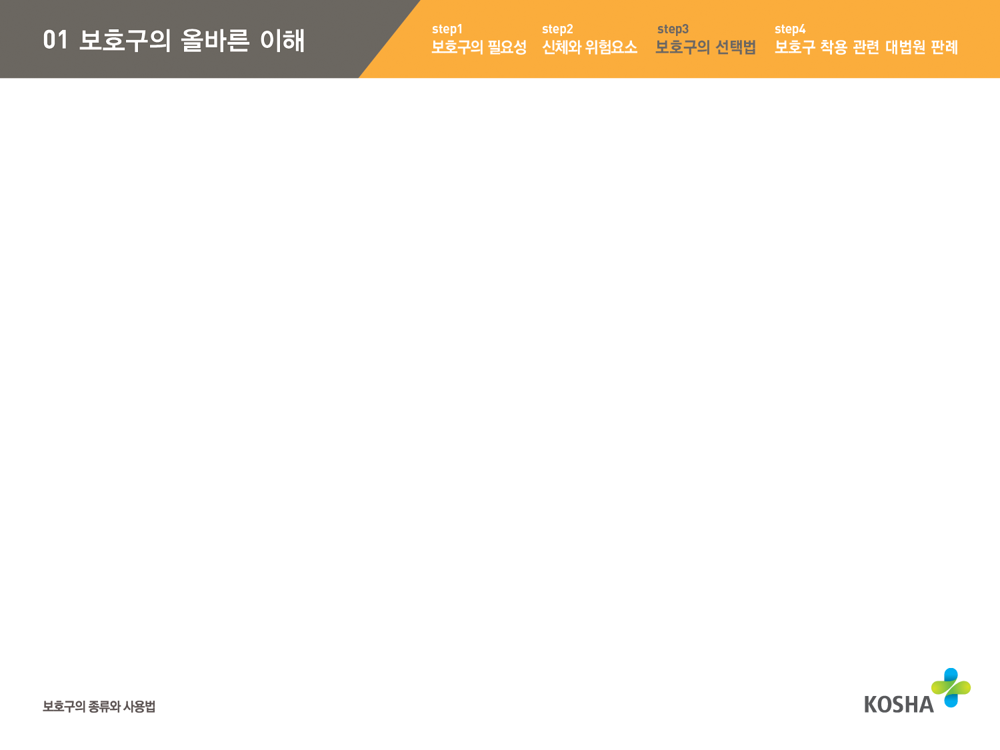 01 보호구의 올바른 이해
step1
보호구의 필요성
step2
신체와 위험요소
step3
보호구의 선택법
step4
보호구 착용 관련 대법원 판례
보호구의 종류와 사용법
KOSHA